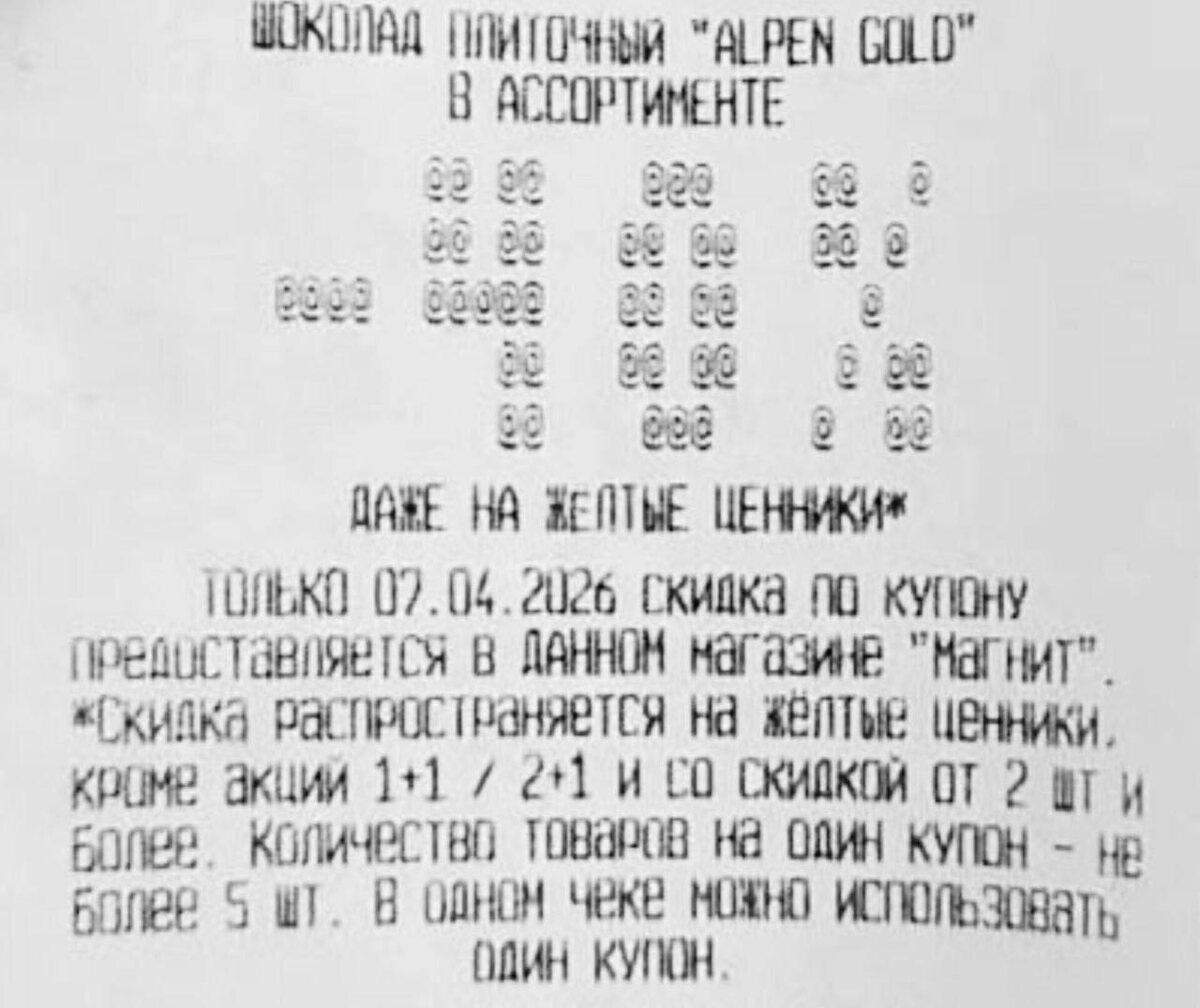 ШОКОЛАД ПЛИТОЧНЫЙ "ALPEN GOLD"
В АССОРТИМЕНТЕ
@@ @@ @@@ @@ @
@@ @@ @@ @@ @@ @
@@@@ @@@@@ @@ @@ @
@@ @@ @@ @ @@
@@ @@@ @ @@
ДАЖЕ НА ЖЕЛТЫЕ ЦЕННИКИ*
ТОЛЬКО 07.04.2026 скидка по купону
предоставляется в ДАННОМ магазине "Магнит".
*Скидка распространяется на жёлтые ценники,
кроме акций 1+1 / 2+1 и со скидкой от 2 шт и
более. Количество товаров на один купон - не
более 5 шт. В одном чеке можно использовать
один купон.